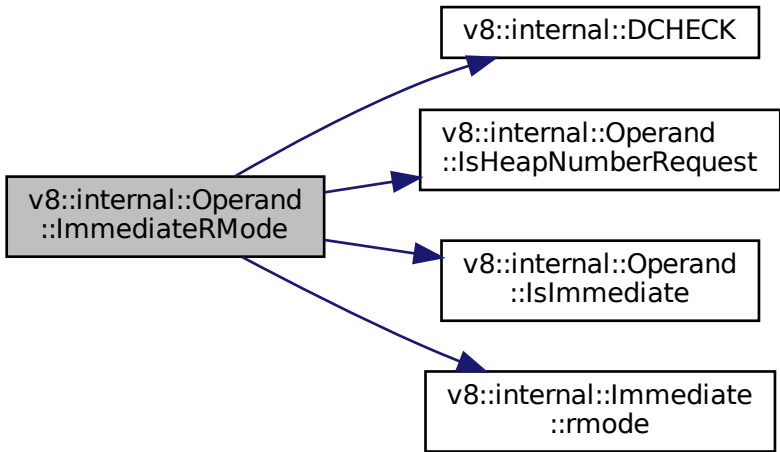 v8::internal::DCHECK
v8::internal::Operand
::IsHeapNumberRequest
v8::internal::Operand
::ImmediateRMode
v8::internal::Operand
::IsImmediate
v8::internal::Immediate
::rmode